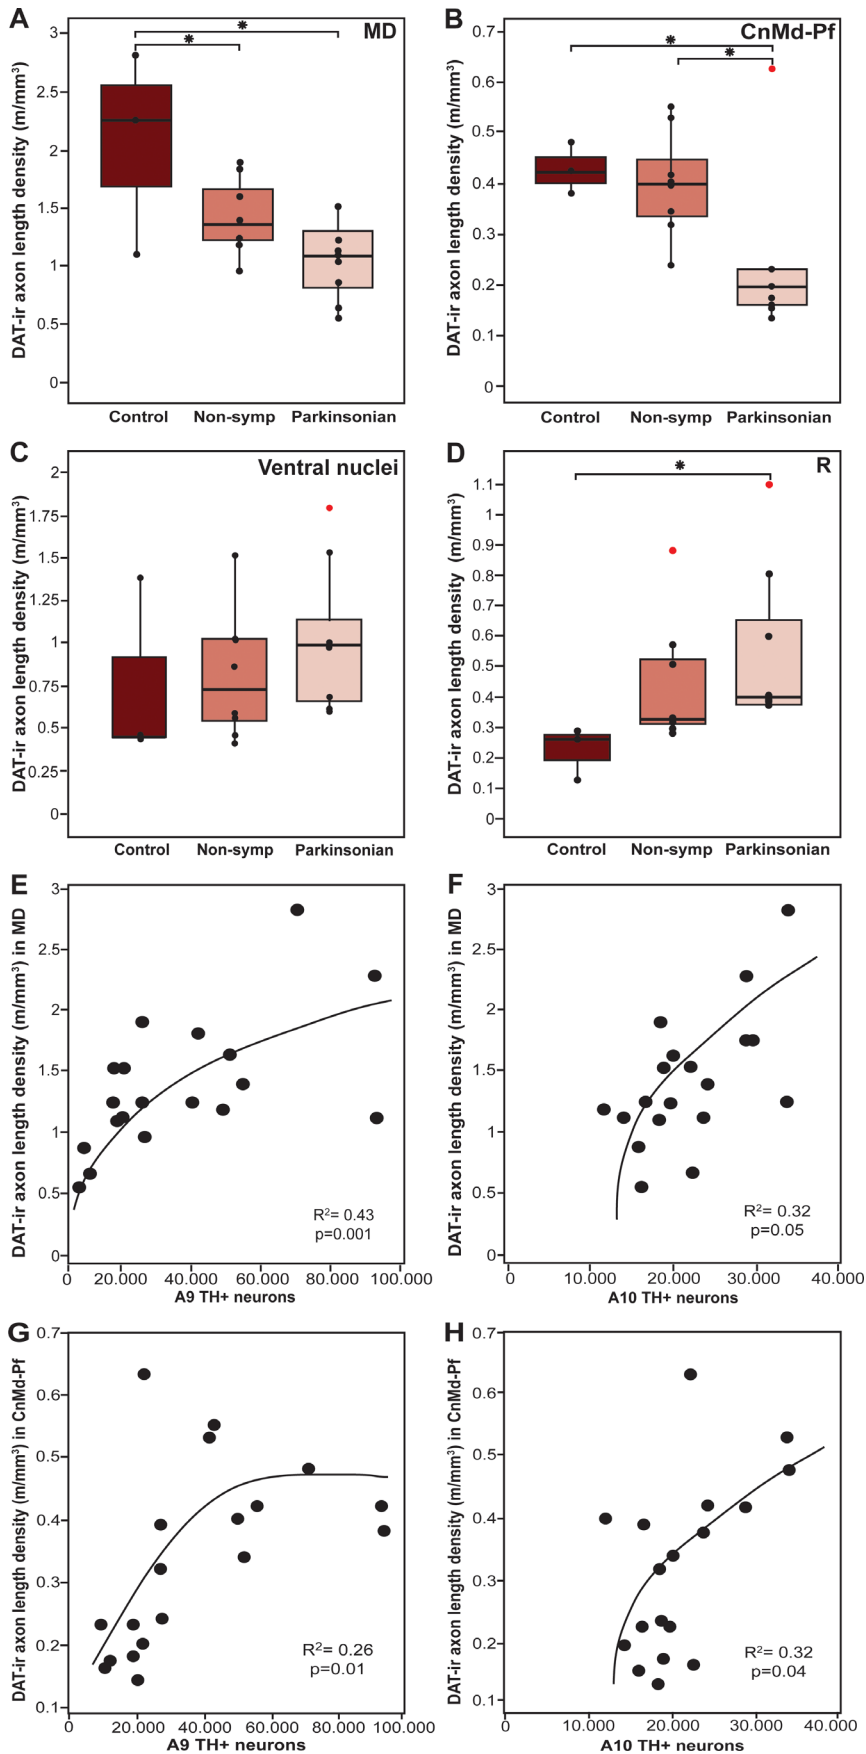 A
MD
DAT-ir axon length density (m/mm³)
3
2.5
2
1.5
1
0.5
0
*
*
Control Non-symp Parkinsonian
B
CnMd-Pf
DAT-ir axon length density (m/mm³)
0.7
0.6
0.5
0.4
0.3
0.2
0.1
0
*
*
Control Non-symp Parkinsonian
C
Ventral nuclei
DAT-ir axon length density (m/mm³)
2
1.75
1.5
1.25
1
0.75
0.5
0.25
0
Control Non-symp Parkinsonian
D
R
DAT-ir axon length density (m/mm³)
1.1
1
0.9
0.8
0.7
0.6
0.5
0.4
0.3
0.2
0.1
0
*
Control Non-symp Parkinsonian
E
DAT-ir axon length density (m/mm³) in MD
3
2.5
2
1.5
1
0.5
0
R²= 0.43
p=0.001
0 20.000 40.000 60.000 80.000 100.000
A9 TH+ neurons
F
DAT-ir axon length density (m/mm³) in MD
3
2.5
2
1.5
1
0.5
0
R²= 0.32
p=0.05
0 10.000 20.000 30.000 40.000
A10 TH+ neurons
G
DAT-ir axon length density (m/mm³) in CnMd-Pf
0.7
0.6
0.5
0.4
0.3
0.2
0.1
R²= 0.26
p=0.01
0 20.000 40.000 60.000 80.000 100.000
A9 TH+ neurons
H
DAT-ir axon length density (m/mm³) in CnMd-Pf
0.7
0.6
0.5
0.4
0.3
0.2
0.1
R²= 0.32
p=0.04
0 10.000 20.000 30.000 40.000
A10 TH+ neurons